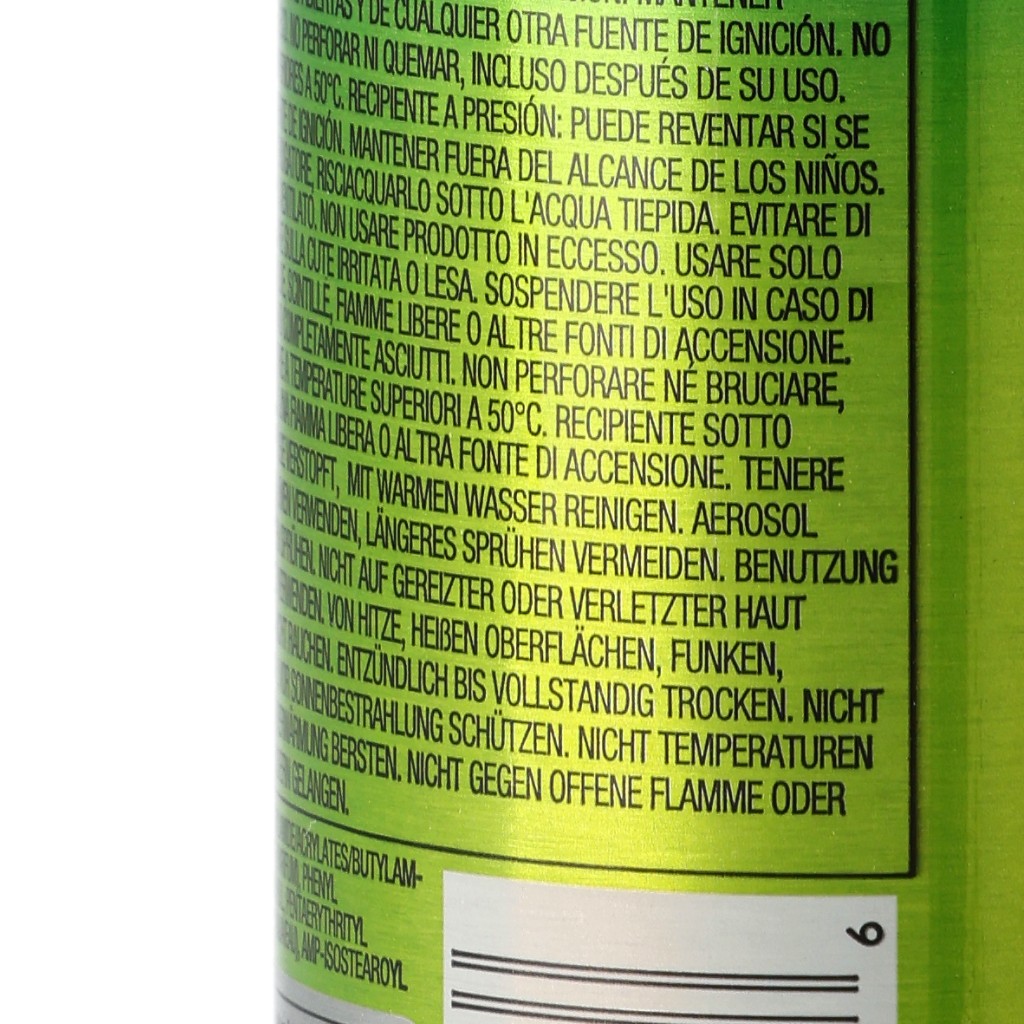 MANTENER
Y DE CUALQUIER OTRA FUENTE DE IGNICIÓN. NO
NO PERFORAR NI QUEMAR, INCLUSO DESPUÉS DE SU USO.
A 50°C. RECIPIENTE A PRESIÓN: PUEDE REVENTAR SI SE
DE IGNICIÓN. MANTENER FUERA DEL ALCANCE DE LOS NIÑOS.
RISCIACQUARLO SOTTO L'ACQUA TIEPIDA. EVITARE DI
NON USARE PRODOTTO IN ECCESSO. USARE SOLO
SULLA CUTE IRRITATA O LESA. SOSPENDERE L'USO IN CASO DI
SCINTILLE, FIAMME LIBERE O ALTRE FONTI DI ACCENSIONE.
COMPLETAMENTE ASCIUTTI. NON PERFORARE NÉ BRUCIARE,
A TEMPERATURE SUPERIORI A 50°C. RECIPIENTE SOTTO
FIAMMA LIBERA O ALTRA FONTE DI ACCENSIONE. TENERE
VERSTOPFT, MIT WARMEN WASSER REINIGEN. AEROSOL
VERWENDEN, LÄNGERES SPRÜHEN VERMEIDEN. BENUTZUNG
NICHT AUF GEREIZTER ODER VERLETZTER HAUT
VON HITZE, HEIßEN OBERFLÄCHEN, FUNKEN,
RAUCHEN. ENTZÜNDLICH BIS VOLLSTANDIG TROCKEN. NICHT
SONNENBESTRAHLUNG SCHÜTZEN. NICHT TEMPERATUREN
BERSTEN. NICHT GEGEN OFFENE FLAMME ODER
GELANGEN.
/BUTYLAM-
PHENYL
PENTAERYTHRITYL
AMP-ISOSTEAROYL
6